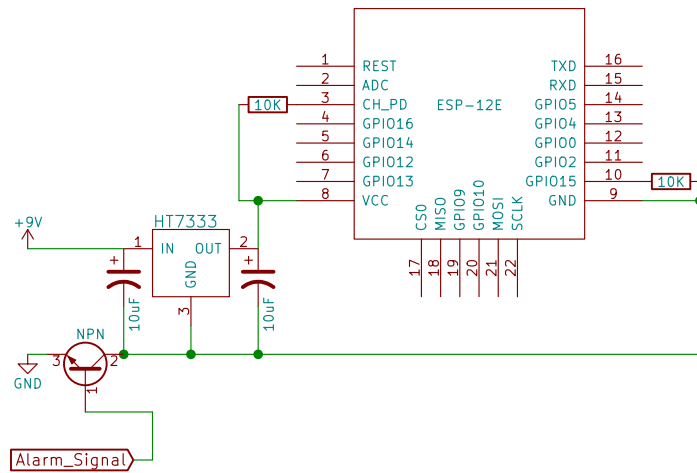 1 REST TXD 16
2 ADC RXD 15
10K 3 CH_PD ESP-12E GPIO5 14
4 GPIO16 GPIO4 13
5 GPIO14 GPIO0 12
6 GPIO12 GPIO2 11
7 GPIO13 GPIO15 10 10K
8 VCC GND 9
CS0 MISO GPIO9 GPIO10 MOSI SCLK
17 18 19 20 21 22
+9V
HT7333
1 IN OUT 2
GND
3
+ 10uF
+ 10uF
NPN
3 2
1
GND
Alarm_Signal